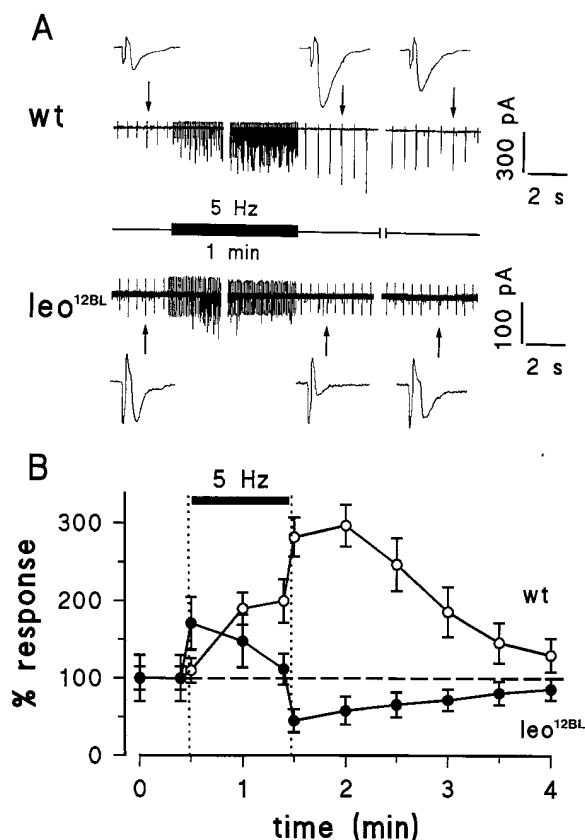 A
wt
300 pA
2 s
5 Hz
1 min
leo12BL
100 pA
2 s
B
5 Hz
% response
300
200
100
0
wt
leo12BL
0 1 2 3 4
time (min)